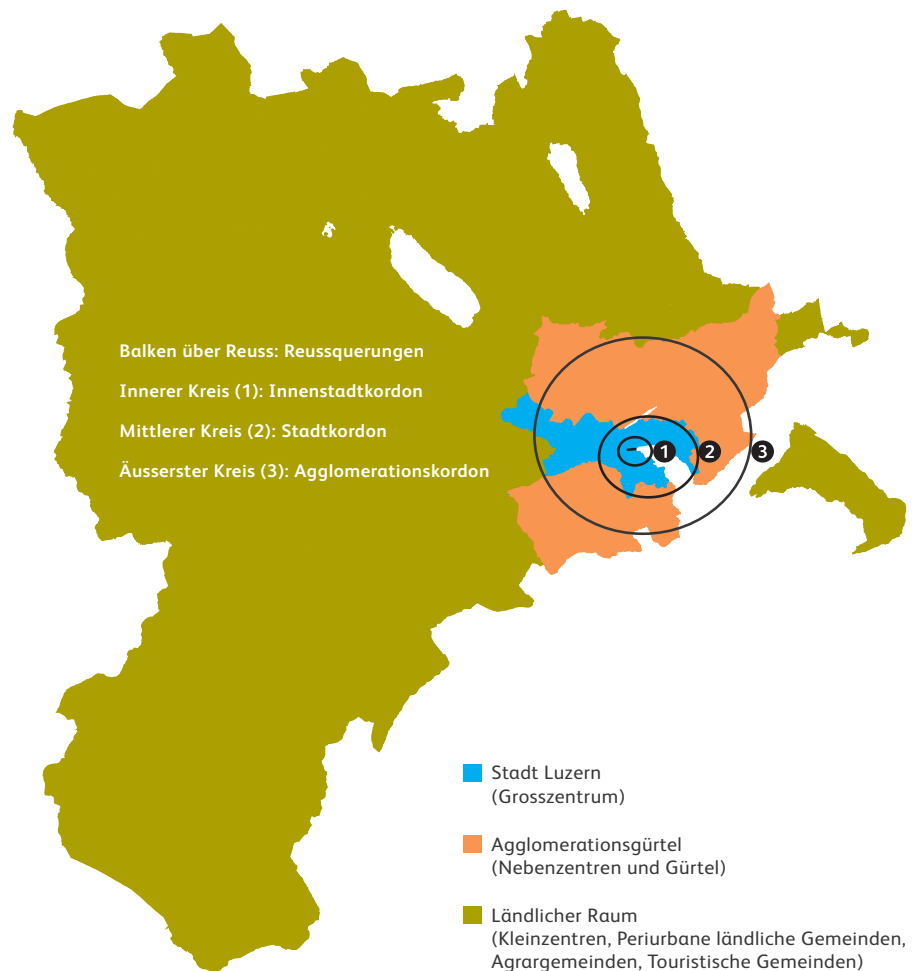 Balken über Reuss: Reussquerungen
Innerer Kreis (1): Innenstadtkordon
Mittlerer Kreis (2): Stadtkordon
Äusserster Kreis (3): Agglomerationskordon
1 2 3
Stadt Luzern
(Grosszentrum)
Agglomerationsgürtel
(Nebenzentren und Gürtel)
Ländlicher Raum
(Kleinzentren, Periurbane ländliche Gemeinden,
Agrargemeinden, Touristische Gemeinden)